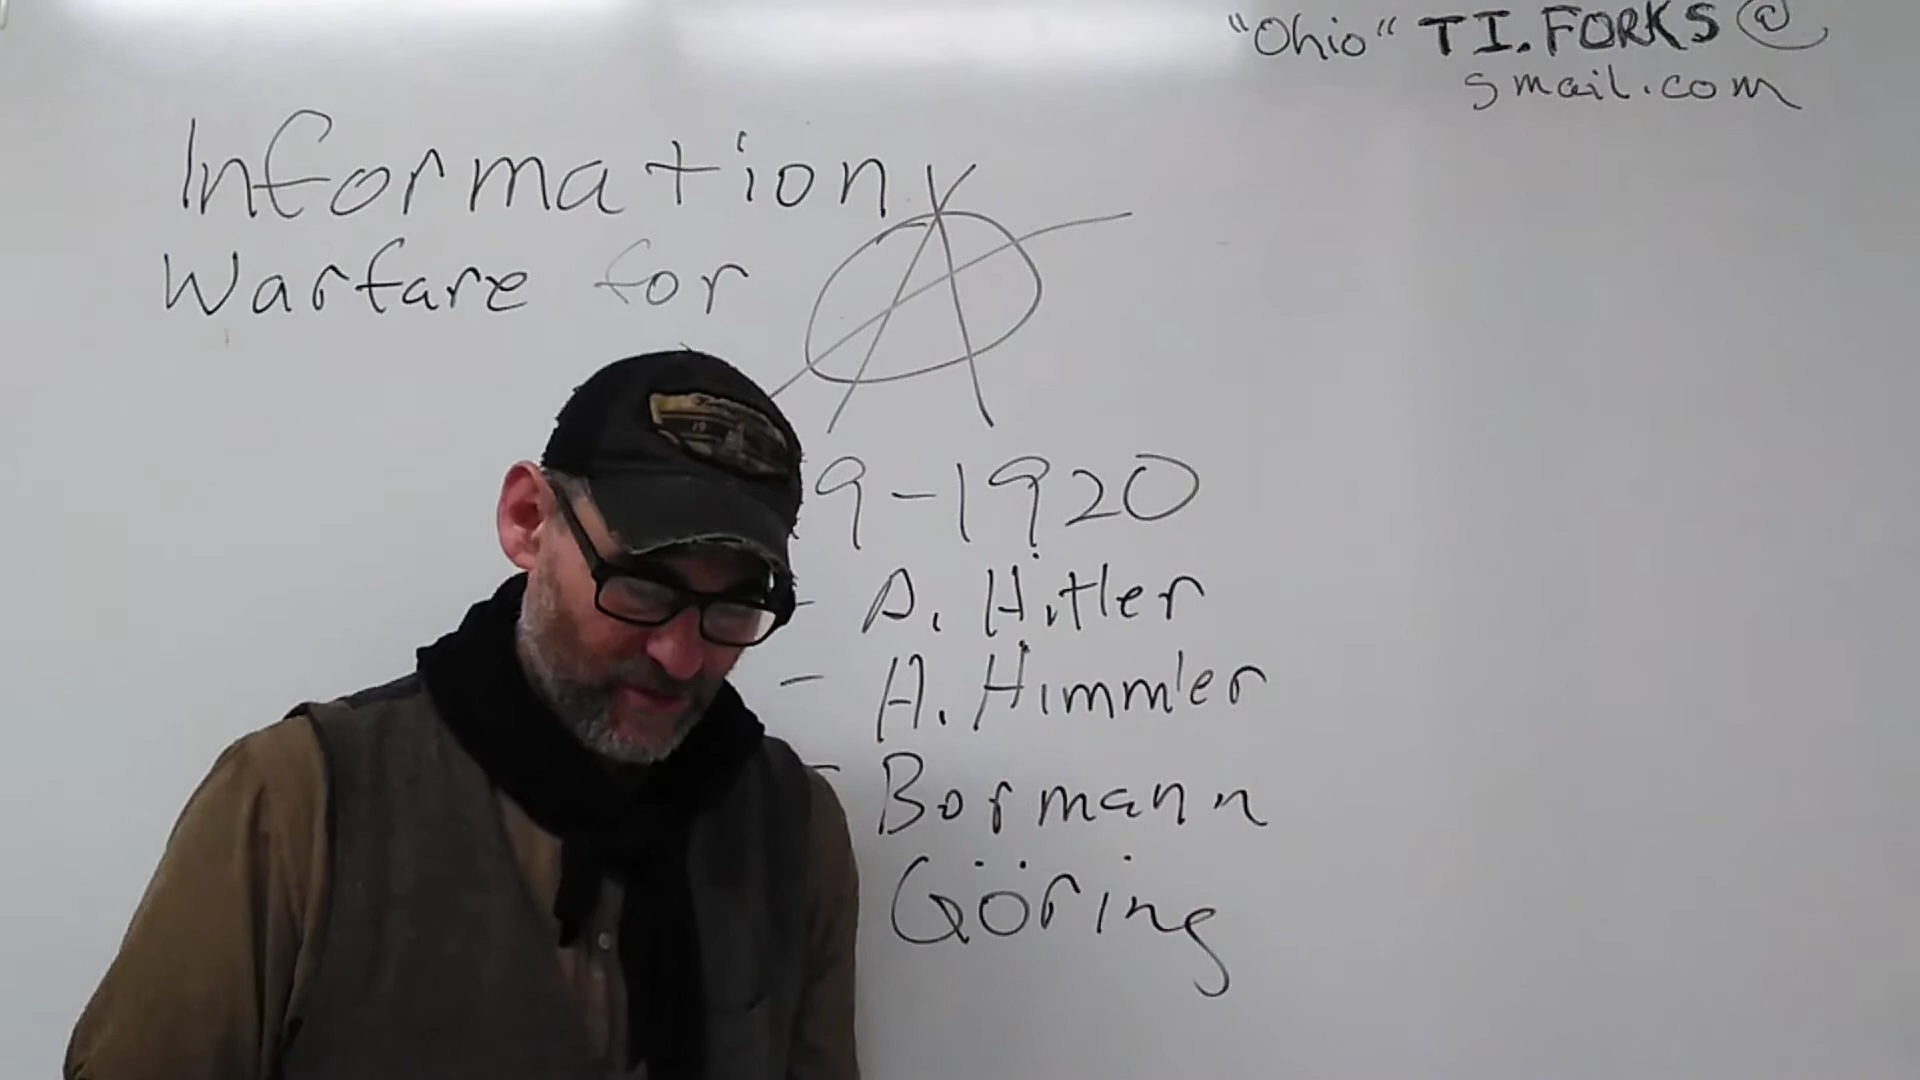 "Ohio" TI.FORKS@
gmail.com
Information
Warfare for A
9-1920
- A. Hitler
- H. Himmler
- Bormann
Göring